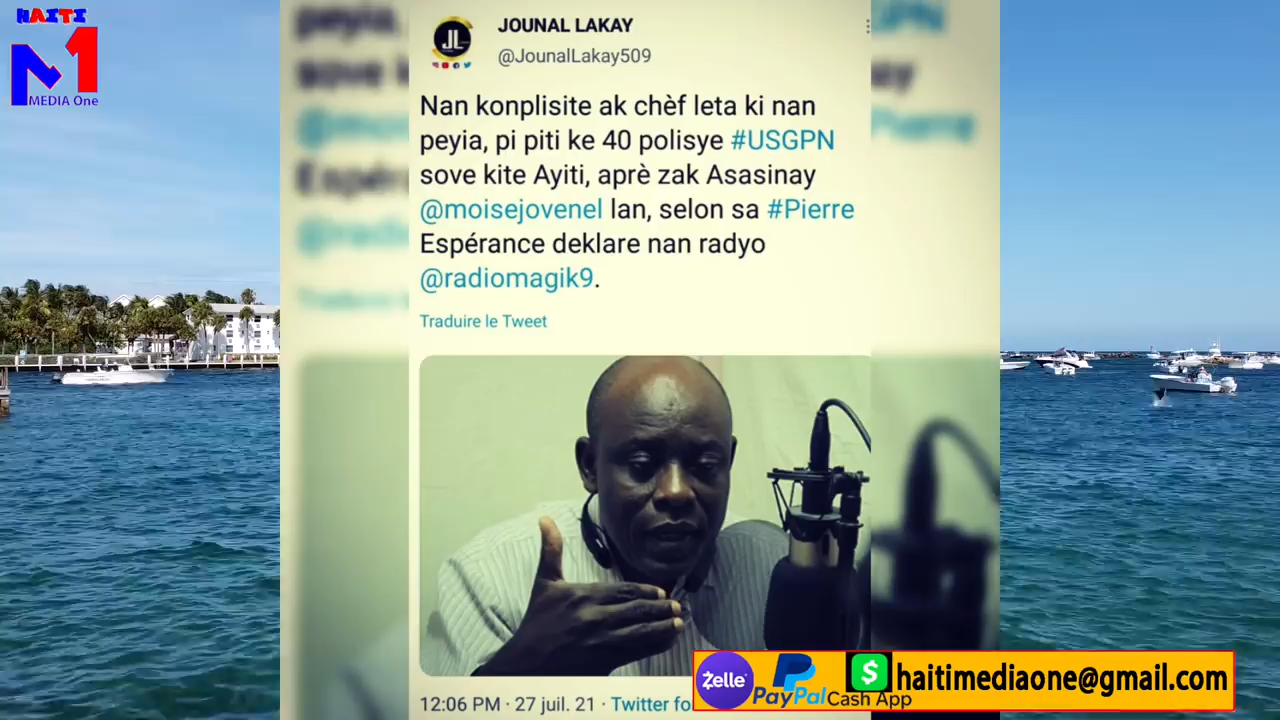 HAITI
M1
MEDIA One
JOUNAL LAKAY
@JounalLakay509
JL
Nan konplisite ak chèf leta ki nan
peyia, pi piti ke 40 polisye #USGPN
sove kite Ayiti, aprè zak Asasinay
@moisejovenel lan, selon sa #Pierre
Espérance deklare nan radyo
@radiomagik9.
Traduire le Tweet
12:06 PM · 27 juil. 21 · Twitter fo
Zelle
PayPal
$
Cash App
haitimediaone@gmail.com